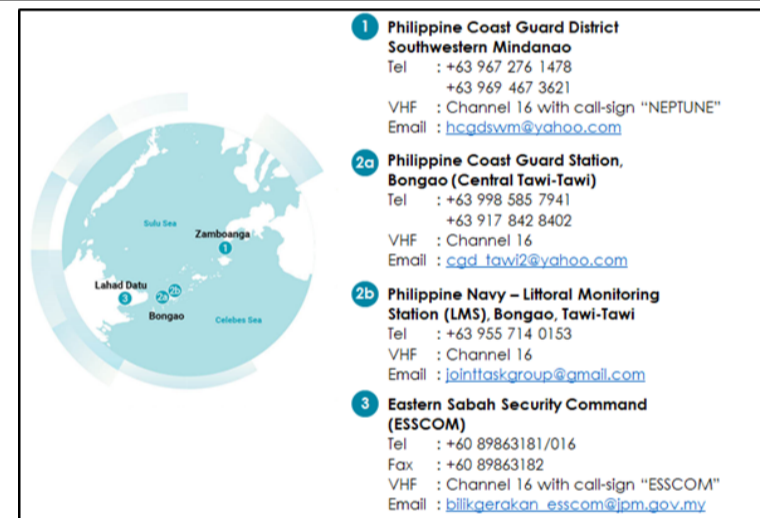 1 Philippine Coast Guard District
Southwestern Mindanao
Tel : +63 967 276 1478
+63 969 467 3621
VHF : Channel 16 with call-sign “NEPTUNE”
Email : hcgdswm@yahoo.com
2a Philippine Coast Guard Station,
Bongao (Central Tawi-Tawi)
Tel : +63 998 585 7941
+63 917 842 8402
VHF : Channel 16
Email : cgd_tawi2@yahoo.com
2b Philippine Navy – Littoral Monitoring
Station (LMS), Bongao, Tawi-Tawi
Tel : +63 955 714 0153
VHF : Channel 16
Email : jointtaskgroup@gmail.com
3 Eastern Sabah Security Command
(ESSCOM)
Tel : +60 89863181/016
Fax : +60 89863182
VHF : Channel 16 with call-sign “ESSCOM”
Email : bilikgerakan_esscom@jpm.gov.my
Sulu Sea
Zamboanga
1
Lahad Datu
3
2a
2b
Bongao
Celebes Sea